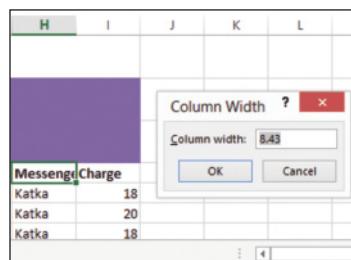 H I J K L
Column Width ? ×
Column width: 8.43
OK Cancel
Messenge Charge
Katka 18
Katka 20
Katka 18